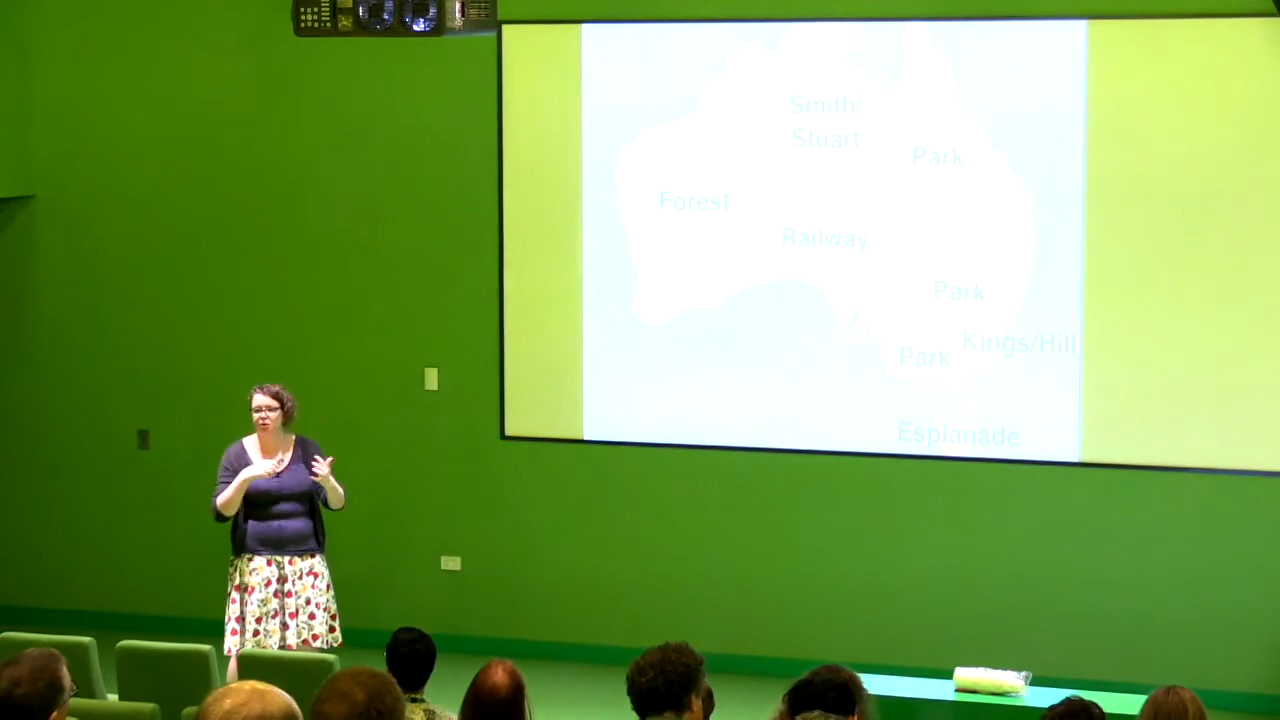 Smith/
Stuart
Park
Forest
Railway
Park
Kings/Hill
Park
Esplanade